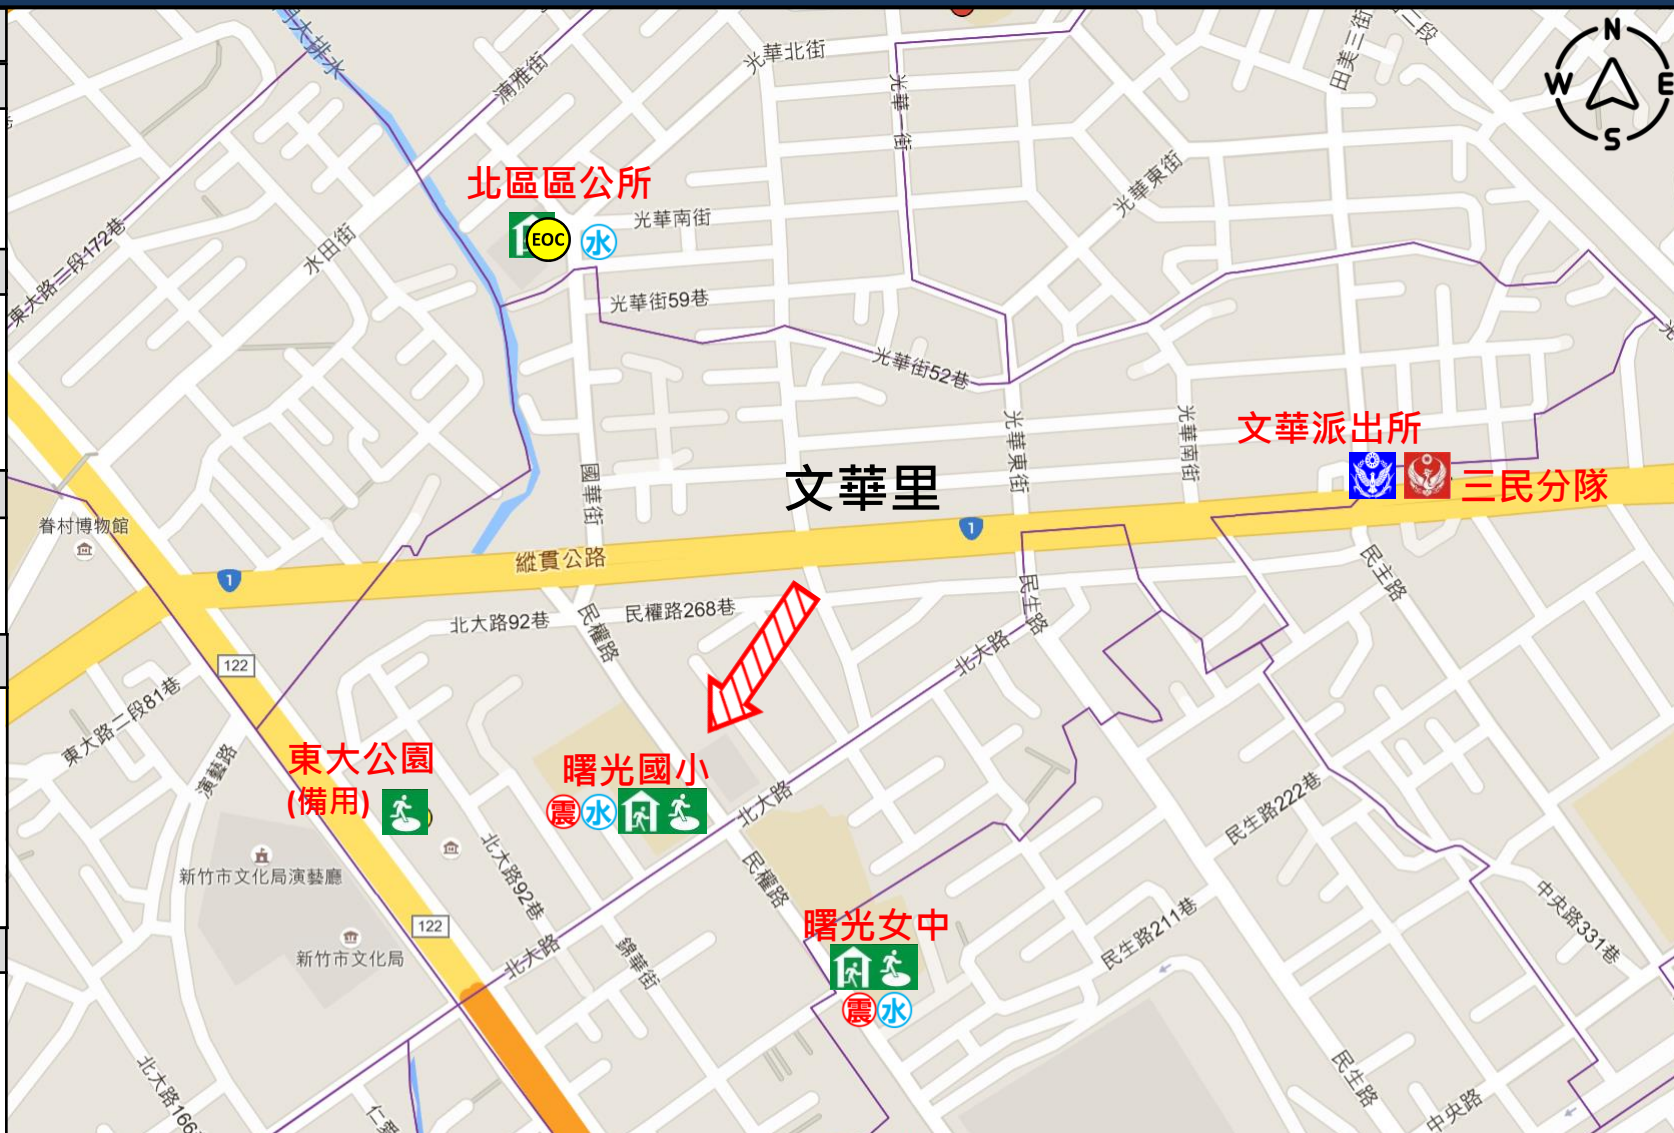 光華北街
田美三街
二段
N
W
E
S
湳雅街
光華一街
北區區公所
EOC
水
光華南街
光華東街
水田街
東大路二段172巷
光華街59巷
光華街52巷
光華東街
光華南街
文華派出所
三民分隊
文華里
國華街
眷村博物館
縱貫公路
1
1
北大路92巷
民權路
民權路268巷
民生路
民主路
北大路
122
東大路二段81巷
演藝路
東大公園
(備用)
曙光國小
震
水
北大路
北大路92巷
新竹市文化局演藝廳
122
新竹市文化局
北大路
錦華街
民權路
曙光女中
震
水
民生路222巷
民生路211巷
中央路331巷
民生路
中央路
北大路166